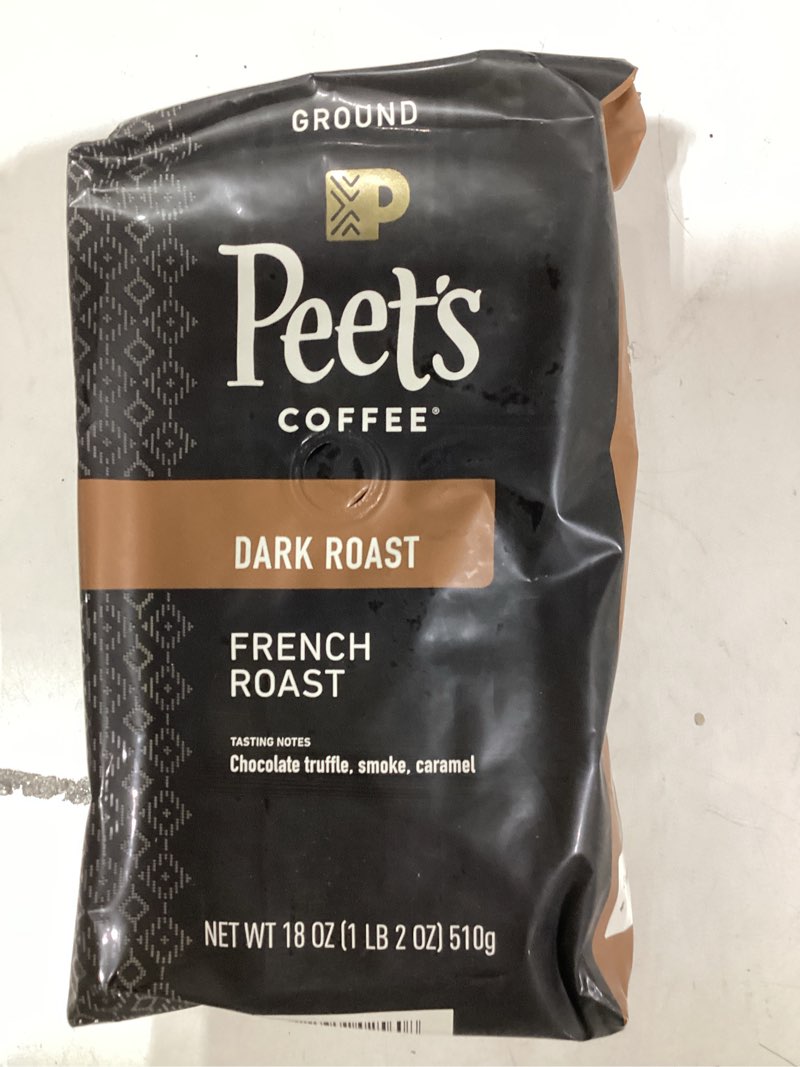 GROUND
P
Peet's
COFFEE®
DARK ROAST
FRENCH
ROAST
TASTING NOTES
Chocolate truffle, smoke, caramel
NET WT 18 OZ (1 LB 2 OZ) 510g